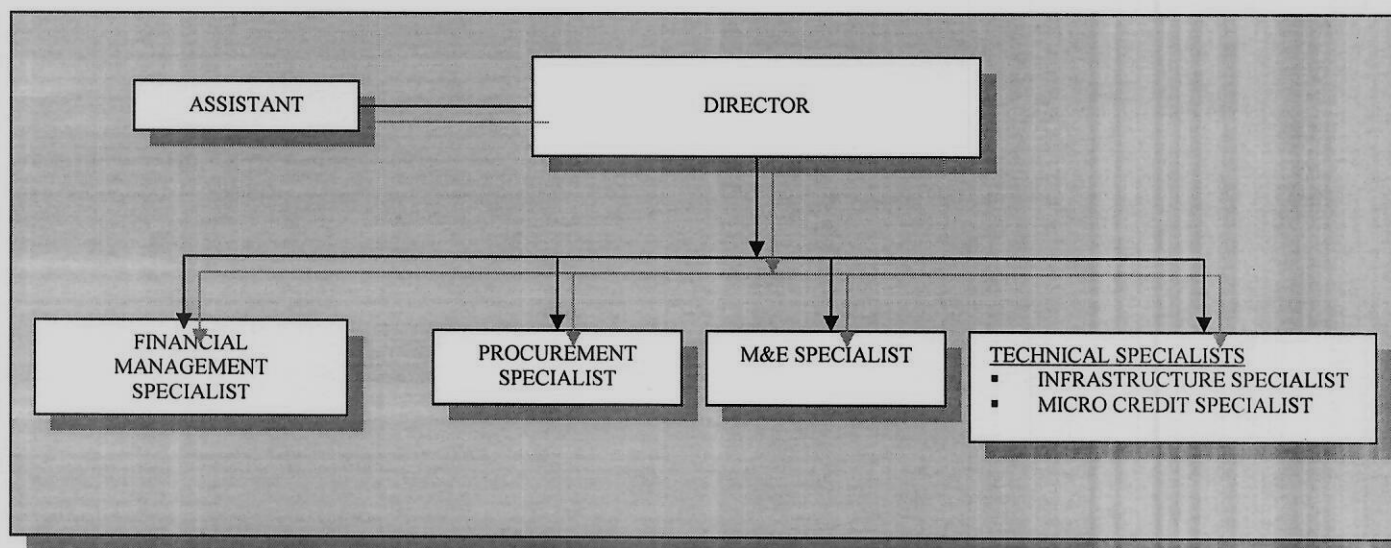 ASSISTANT
DIRECTOR
FINANCIAL
MANAGEMENT
SPECIALIST
PROCUREMENT
SPECIALIST
M&E SPECIALIST
TECHNICAL SPECIALISTS
▪ INFRASTRUCTURE SPECIALIST
▪ MICRO CREDIT SPECIALIST